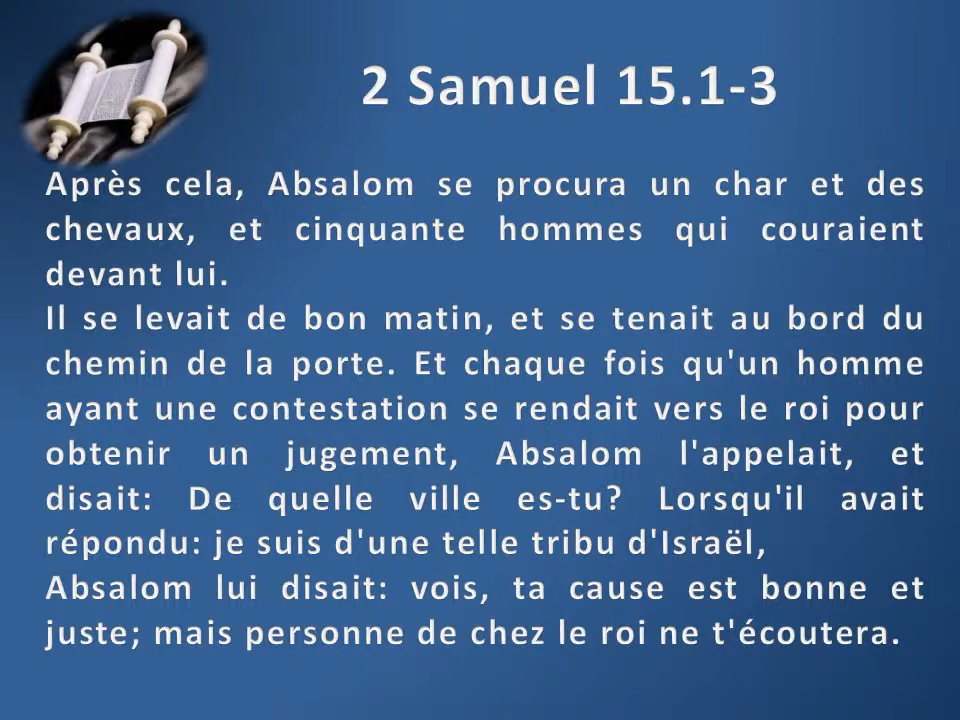 2 Samuel 15.1-3
Après cela, Absalom se procura un char et des
chevaux, et cinquante hommes qui couraient
devant lui.
Il se levait de bon matin, et se tenait au bord du
chemin de la porte. Et chaque fois qu'un homme
ayant une contestation se rendait vers le roi pour
obtenir un jugement, Absalom l'appelait, et
disait: De quelle ville es-tu? Lorsqu'il avait
répondu: je suis d'une telle tribu d'Israël,
Absalom lui disait: vois, ta cause est bonne et
juste; mais personne de chez le roi ne t'écoutera.